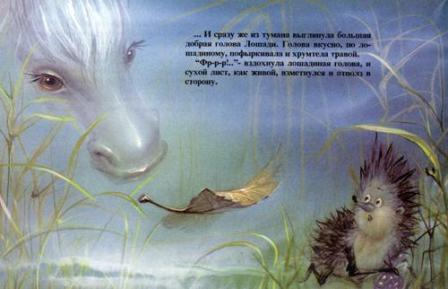 ... И сразу же из тумана выглянула большая
добрая голова Лошади. Голова вкусно, по ло-
шадиному, пофыркивала и хрумтела травой.
“Фр-р-р!..”- вздохнула лошадиная голова, и
сухой лист, как живой, взметнулся и отполз в
сторону.